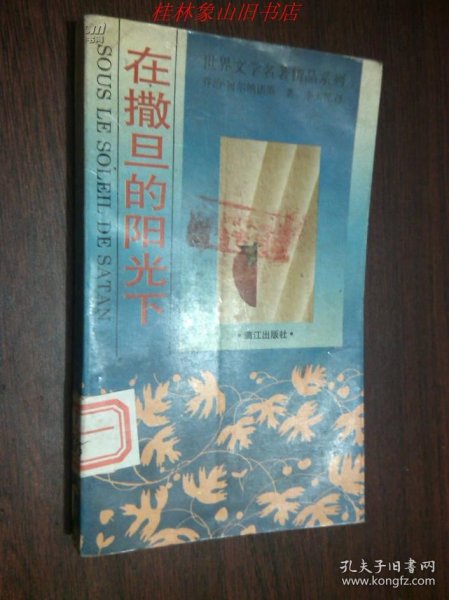 桂林象山旧书店
世界文学名著精品系列
在撒旦的阳光下
SOUS LE SOLEIL DE SATAN
·漓江出版社·
一
孔夫子旧书网
www.kongfz.com